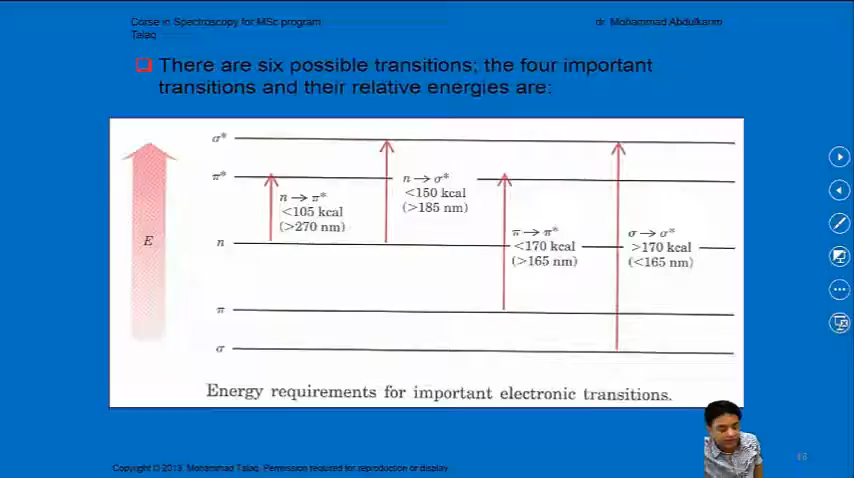 Corse in Spectroscopy for MSc program
dr. Mohammad Abdulkarim
Talaq
There are six possible transitions; the four important
transitions and their relative energies are:
σ*
π*
n → π*
<105 kcal
(>270 nm)
n → σ*
<150 kcal
(>185 nm)
π → π*
<170 kcal
(>165 nm)
σ → σ*
>170 kcal
(<165 nm)
E
n
π
σ
Energy requirements for important electronic transitions.
Copyright © 2013, Mohammad Talaq. Permission required for reproduction or display.